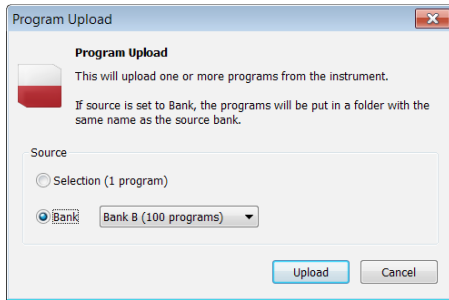 Program Upload
Program Upload
This will upload one or more programs from the instrument.
If source is set to Bank, the programs will be put in a folder with the
same name as the source bank.
Source
Selection (1 program)
Bank Bank B (100 programs)
Upload Cancel